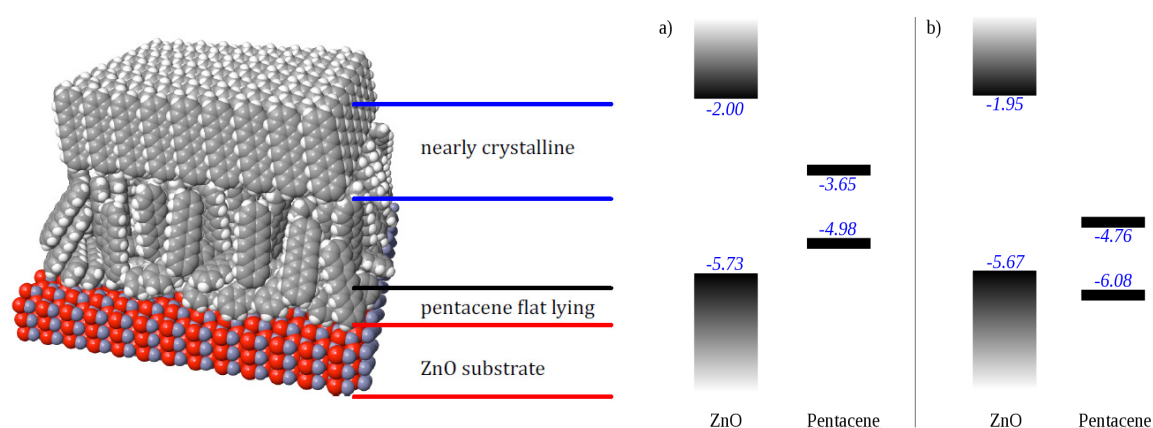 nearly crystalline
pentacene flat lying
ZnO substrate
a)
-2.00
-3.65
-4.98
-5.73
ZnO Pentacene
b)
-1.95
-4.76
-5.67
-6.08
ZnO Pentacene